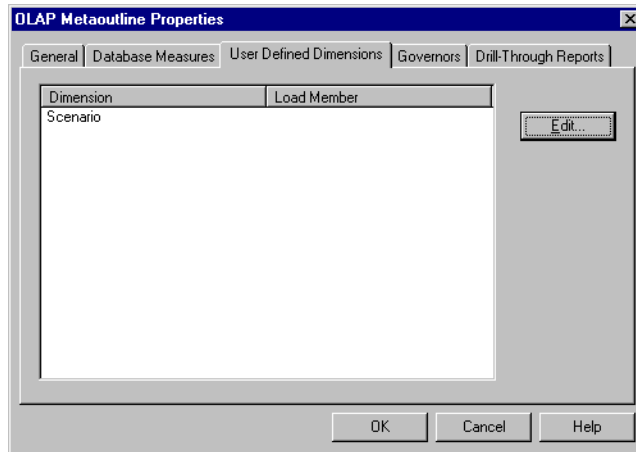 OLAP Metaoutline Properties
General Database Measures User Defined Dimensions Governors Drill-Through Reports
Dimension Load Member
Scenario
Edit...
OK Cancel Help